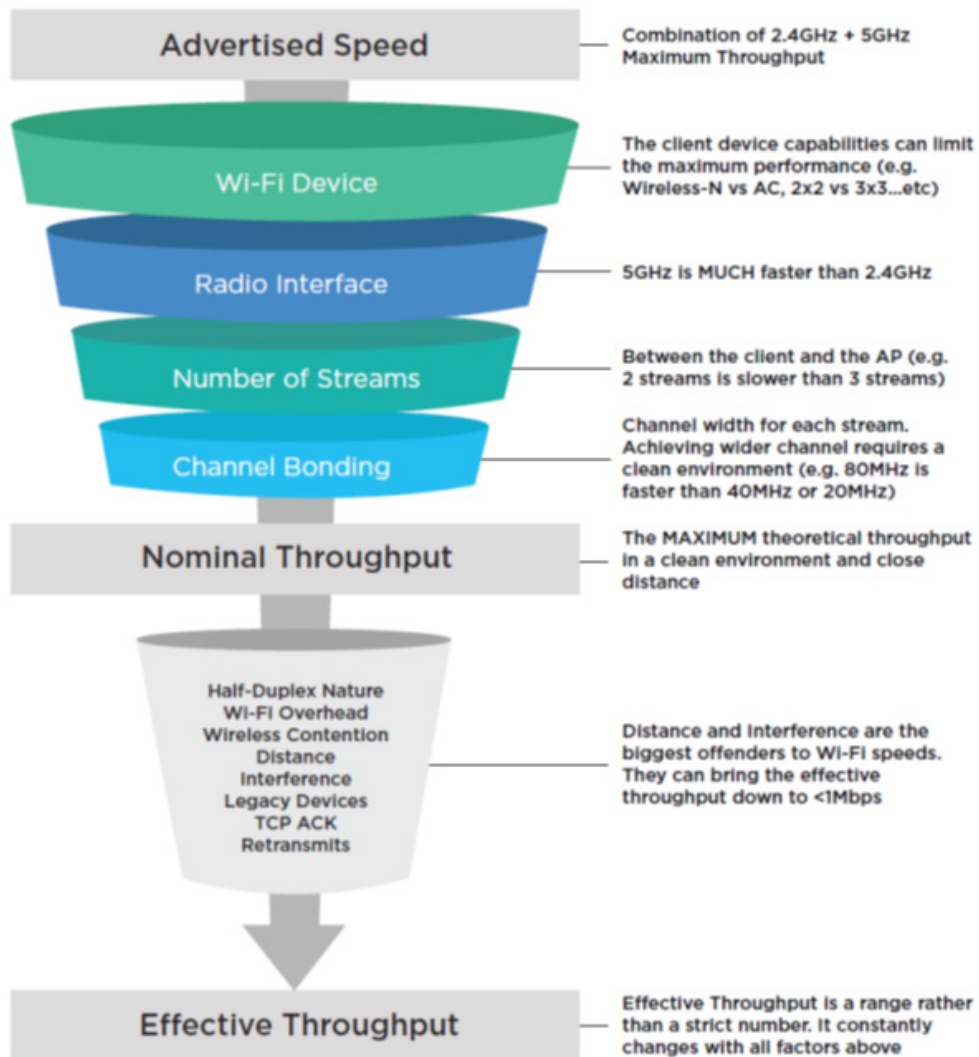 Advertised Speed
Combination of 2.4GHz + 5GHz
Maximum Throughput
Wi-Fi Device
The client device capabilities can limit
the maximum performance (e.g.
Wireless-N vs AC, 2x2 vs 3x3...etc)
Radio Interface
5GHz is MUCH faster than 2.4GHz
Number of Streams
Between the client and the AP (e.g.
2 streams is slower than 3 streams)
Channel Bonding
Channel width for each stream.
Achieving wider channel requires a
clean environment (e.g. 80MHz is
faster than 40MHz or 20MHz)
Nominal Throughput
The MAXIMUM theoretical throughput
in a clean environment and close
distance
Half-Duplex Nature
Wi-Fi Overhead
Wireless Contention
Distance
Interference
Legacy Devices
TCP ACK
Retransmits
Distance and Interference are the
biggest offenders to Wi-Fi speeds.
They can bring the effective
throughput down to <1Mbps
Effective Throughput
Effective Throughput is a range rather
than a strict number. It constantly
changes with all factors above